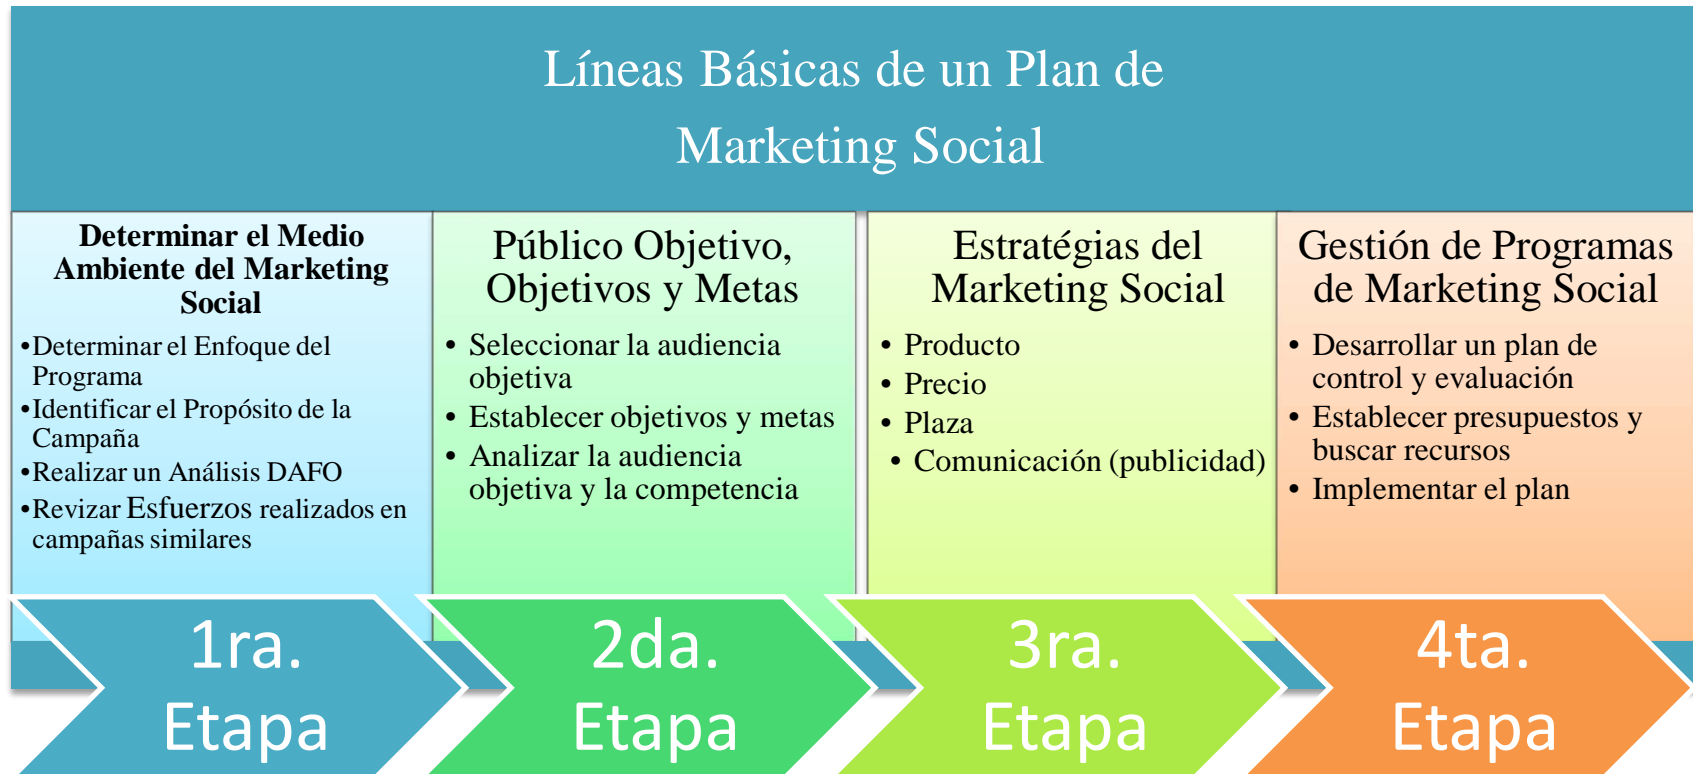 Líneas Básicas de un Plan de
Marketing Social
Determinar el Medio
Ambiente del Marketing
Social
•Determinar el Enfoque del
Programa
•Identificar el Propósito de la
Campaña
•Realizar un Análisis DAFO
•Revizar Esfuerzos realizados en
campañas similares
Público Objetivo,
Objetivos y Metas
• Seleccionar la audiencia
objetiva
• Establecer objetivos y metas
• Analizar la audiencia
objetiva y la competencia
Estratégias del
Marketing Social
• Producto
• Precio
• Plaza
• Comunicación (publicidad)
Gestión de Programas
de Marketing Social
• Desarrollar un plan de
control y evaluación
• Establecer presupuestos y
buscar recursos
• Implementar el plan
1ra.
Etapa
2da.
Etapa
3ra.
Etapa
4ta.
Etapa